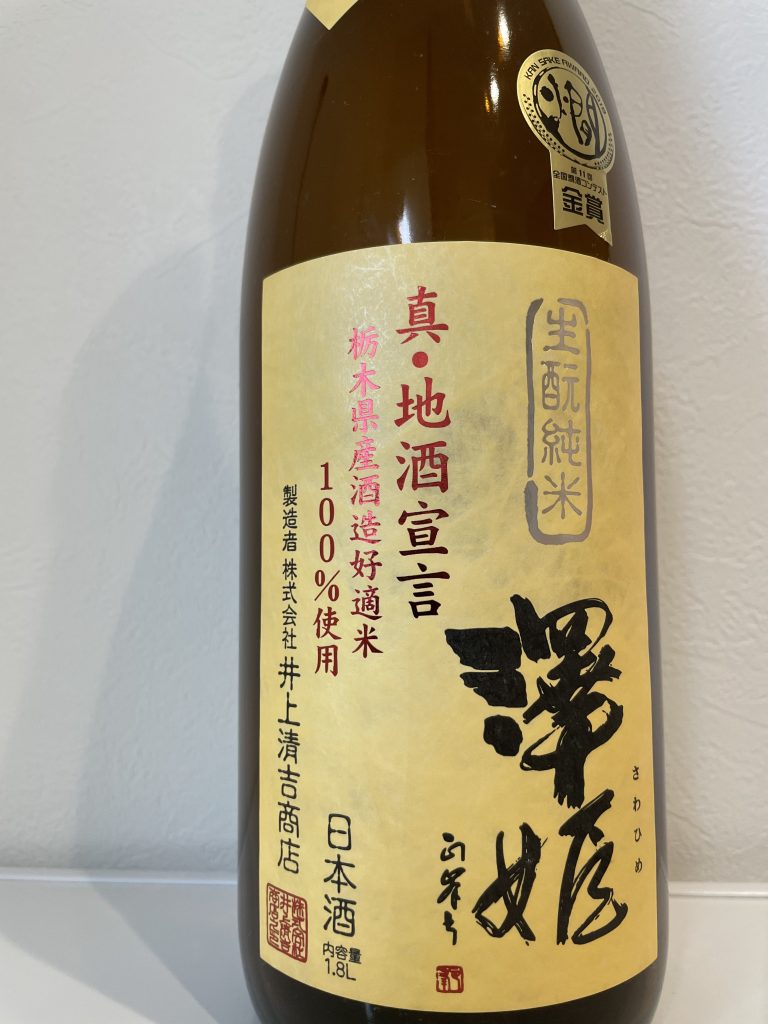 KAN SAKE AWARD 2019
燗
第11回
全国燗酒コンテスト
金賞
生酛純米
澤姫
さわひめ
真・地酒宣言
栃木県産酒造好適米
100%使用
製造者 株式会社 井上清吉商店
日本酒
内容量
1.8L